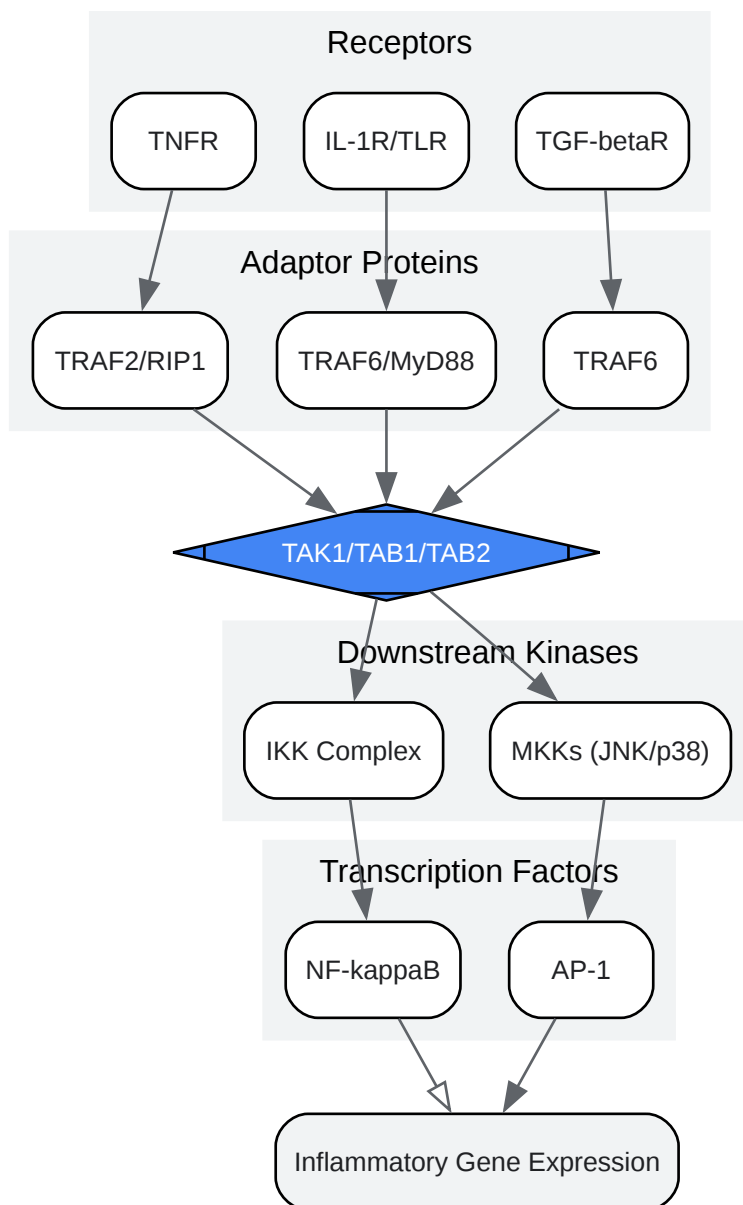 Receptors
TNFR
IL-1R/TLR
TGF-betaR
Adaptor Proteins
TRAF2/RIP1
TRAF6/MyD88
TRAF6
TAK1/TAB1/TAB2
Downstream Kinases
IKK Complex
MKKs (JNK/p38)
Transcription Factors
NF-kappaB
AP-1
Inflammatory Gene Expression